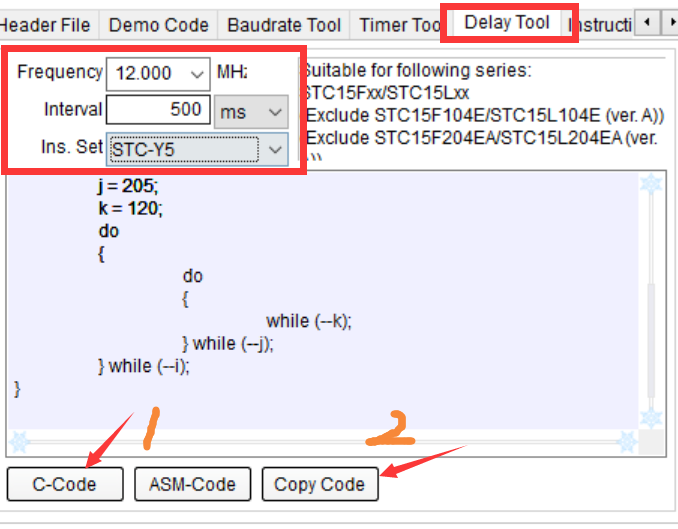 Header File Demo Code Baudrate Tool Timer Too Delay Tool Instructi
Frequency 12.000 MHz
Interval 500 ms
Ins. Set STC-Y5
Suitable for following series:
STC15Fxx/STC15Lxx
(Exclude STC15F104E/STC15L104E (ver. A))
(Exclude STC15F204EA/STC15L204EA (ver.
j = 205;
k = 120;
do
{
do
{
while (--k);
} while (--j);
} while (--i);
}
1
2
C-Code ASM-Code Copy Code